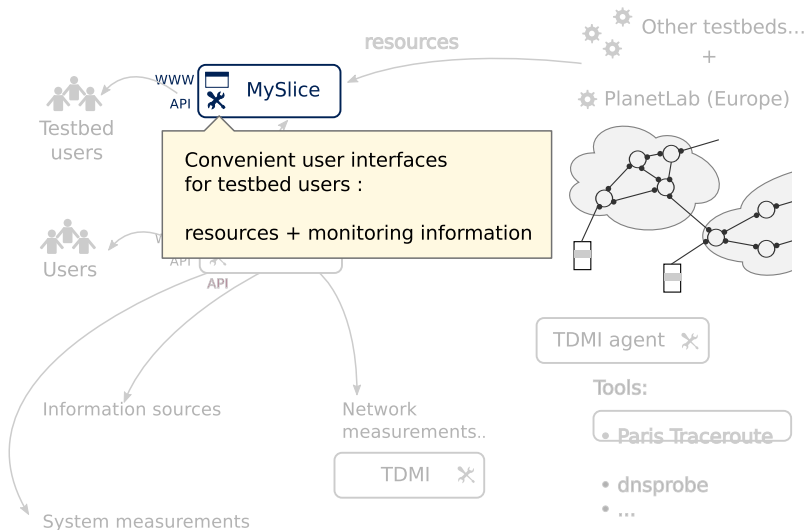 resources
Other testbeds...
+
PlanetLab (Europe)
WWW
API
MySlice
Testbed
users
Convenient user interfaces
for testbed users :
resources + monitoring information
Users
API
API
TDMI agent
Tools:
• Paris Traceroute
• dnsprobe
• ...
Information sources
Network
measurements..
TDMI
System measurements